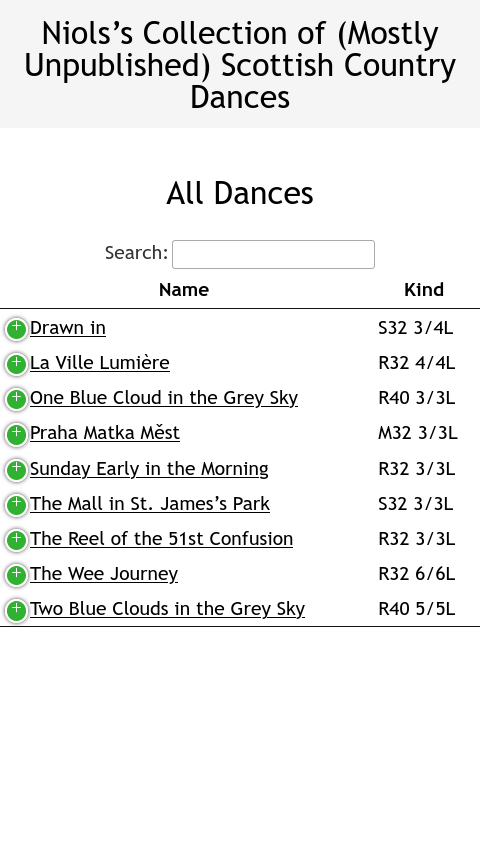 Niols’s Collection of (Mostly
Unpublished) Scottish Country
Dances
All Dances
Search:
Name Kind
Drawn in S32 3/4L
La Ville Lumière R32 4/4L
One Blue Cloud in the Grey Sky R40 3/3L
Praha Matka Měst M32 3/3L
Sunday Early in the Morning R32 3/3L
The Mall in St. James’s Park S32 3/3L
The Reel of the 51st Confusion R32 3/3L
The Wee Journey R32 6/6L
Two Blue Clouds in the Grey Sky R40 5/5L